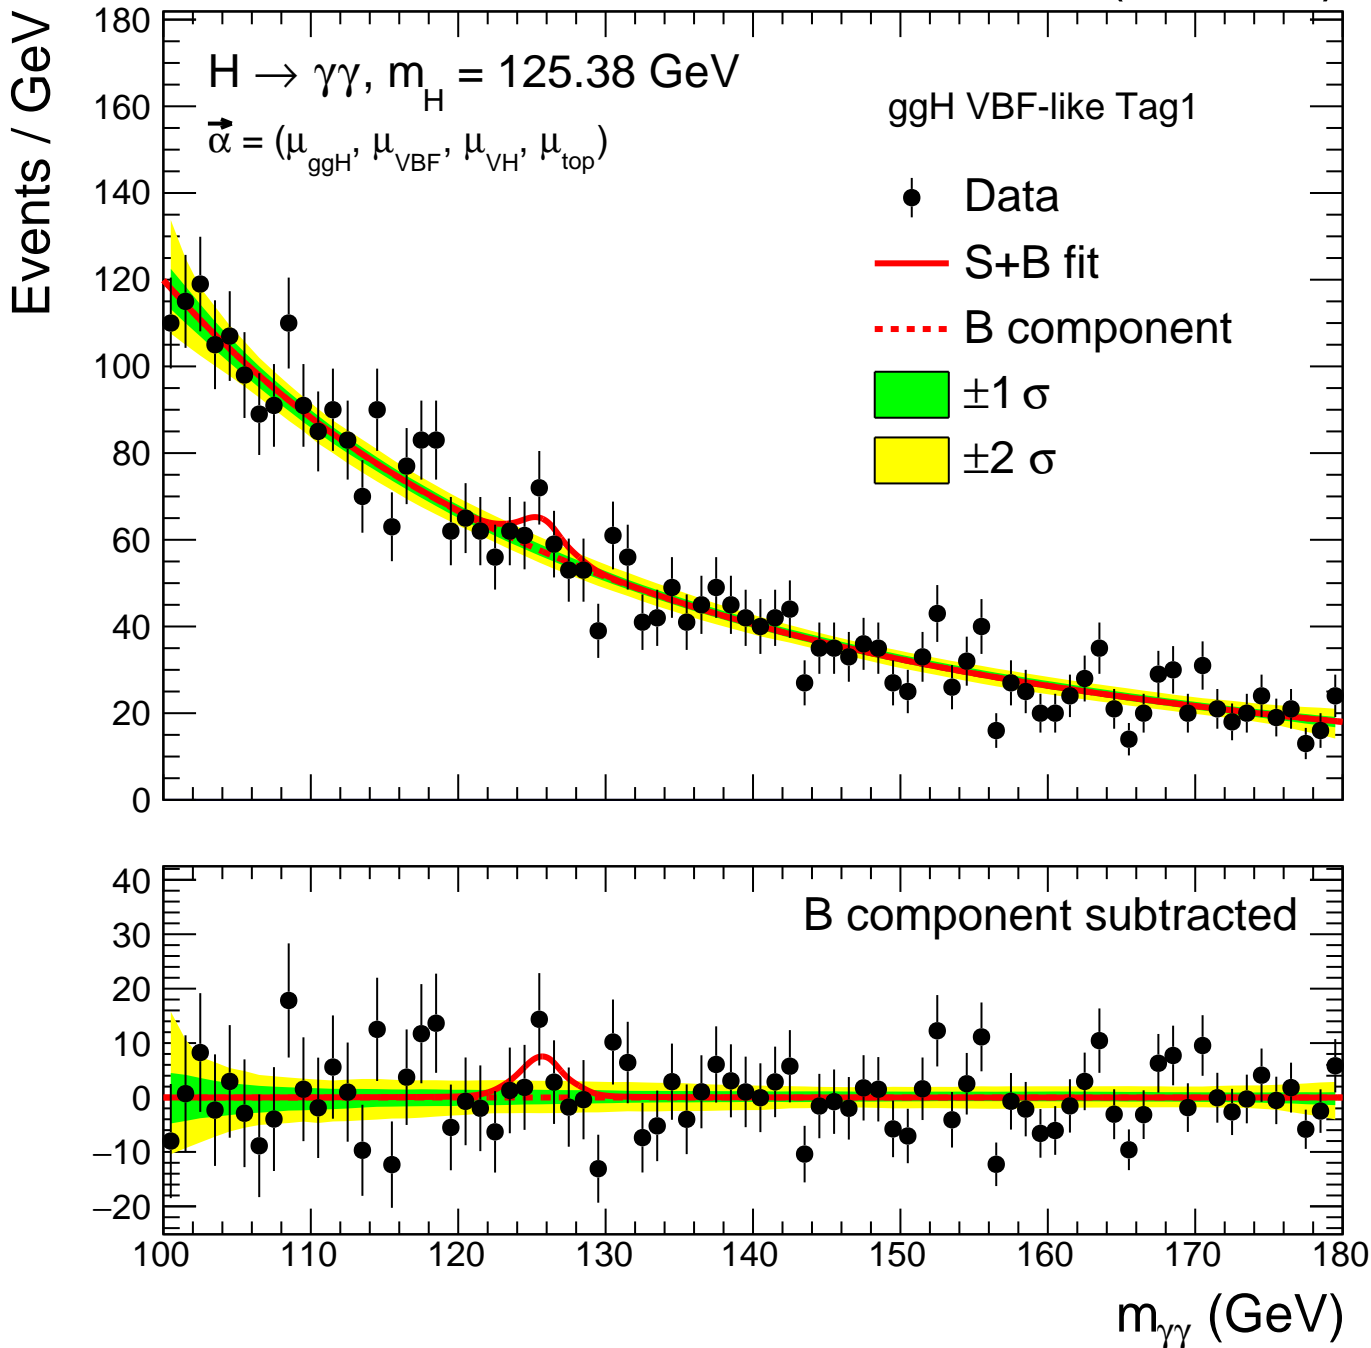 Events / GeV
180
160
140
120
100
80
60
40
20
0
H → γγ, m_H = 125.38 GeV
α⃗ = (μ_ggH, μ_VBF, μ_VH, μ_top)
ggH VBF-like Tag1
Data
S+B fit
B component
±1 σ
±2 σ
B component subtracted
40
30
20
10
0
−10
−20
100 110 120 130 140 150 160 170 180
m_γγ (GeV)